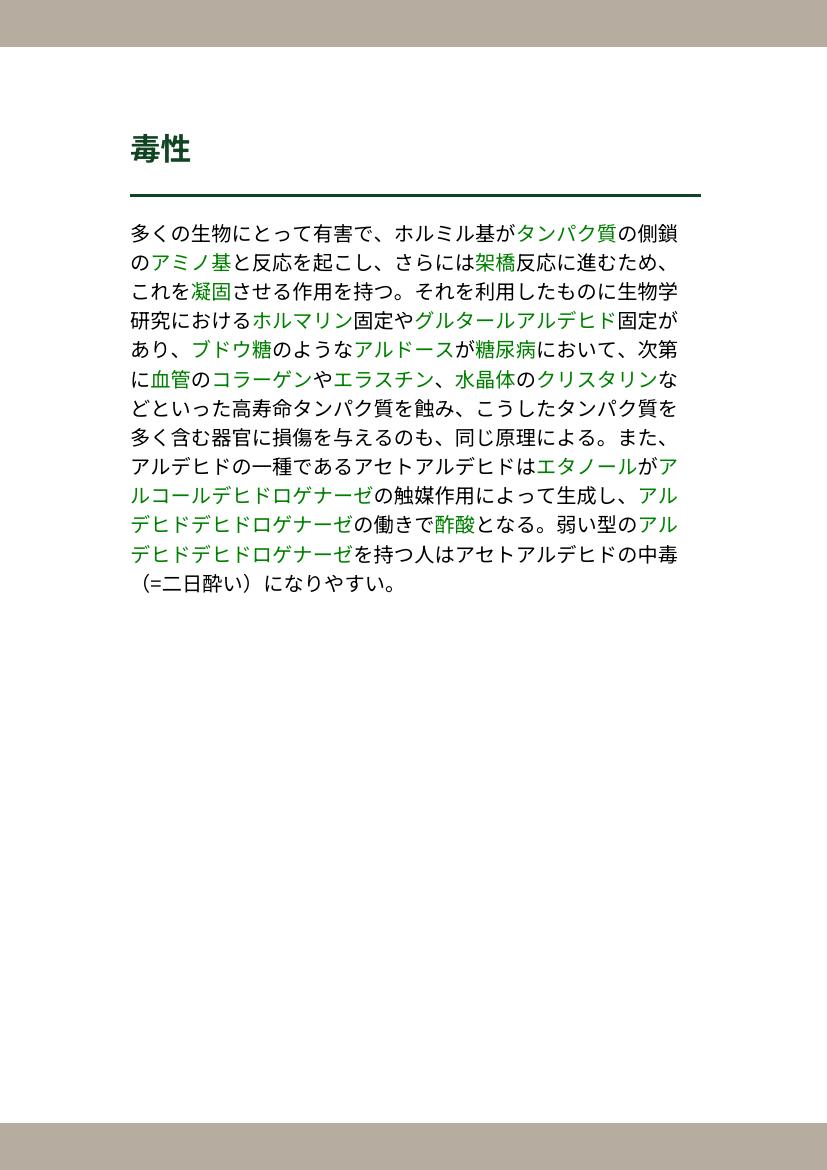 毒性
多くの生物にとって有害で、ホルミル基がタンパク質の側鎖
のアミノ基と反応を起こし、さらには架橋反応に進むため、
これを凝固させる作用を持つ。それを利用したものに生物学
研究におけるホルマリン固定やグルタールアルデヒド固定が
あり、ブドウ糖のようなアルドースが糖尿病において、次第
に血管のコラーゲンやエラスチン、水晶体のクリスタリンな
どといった高寿命タンパク質を蝕み、こうしたタンパク質を
多く含む器官に損傷を与えるのも、同じ原理による。また、
アルデヒドの一種であるアセトアルデヒドはエタノールがア
ルコールデヒドロゲナーゼの触媒作用によって生成し、アル
デヒドデヒドロゲナーゼの働きで酢酸となる。弱い型のアル
デヒドデヒドロゲナーゼを持つ人はアセトアルデヒドの中毒
（=二日酔い）になりやすい。